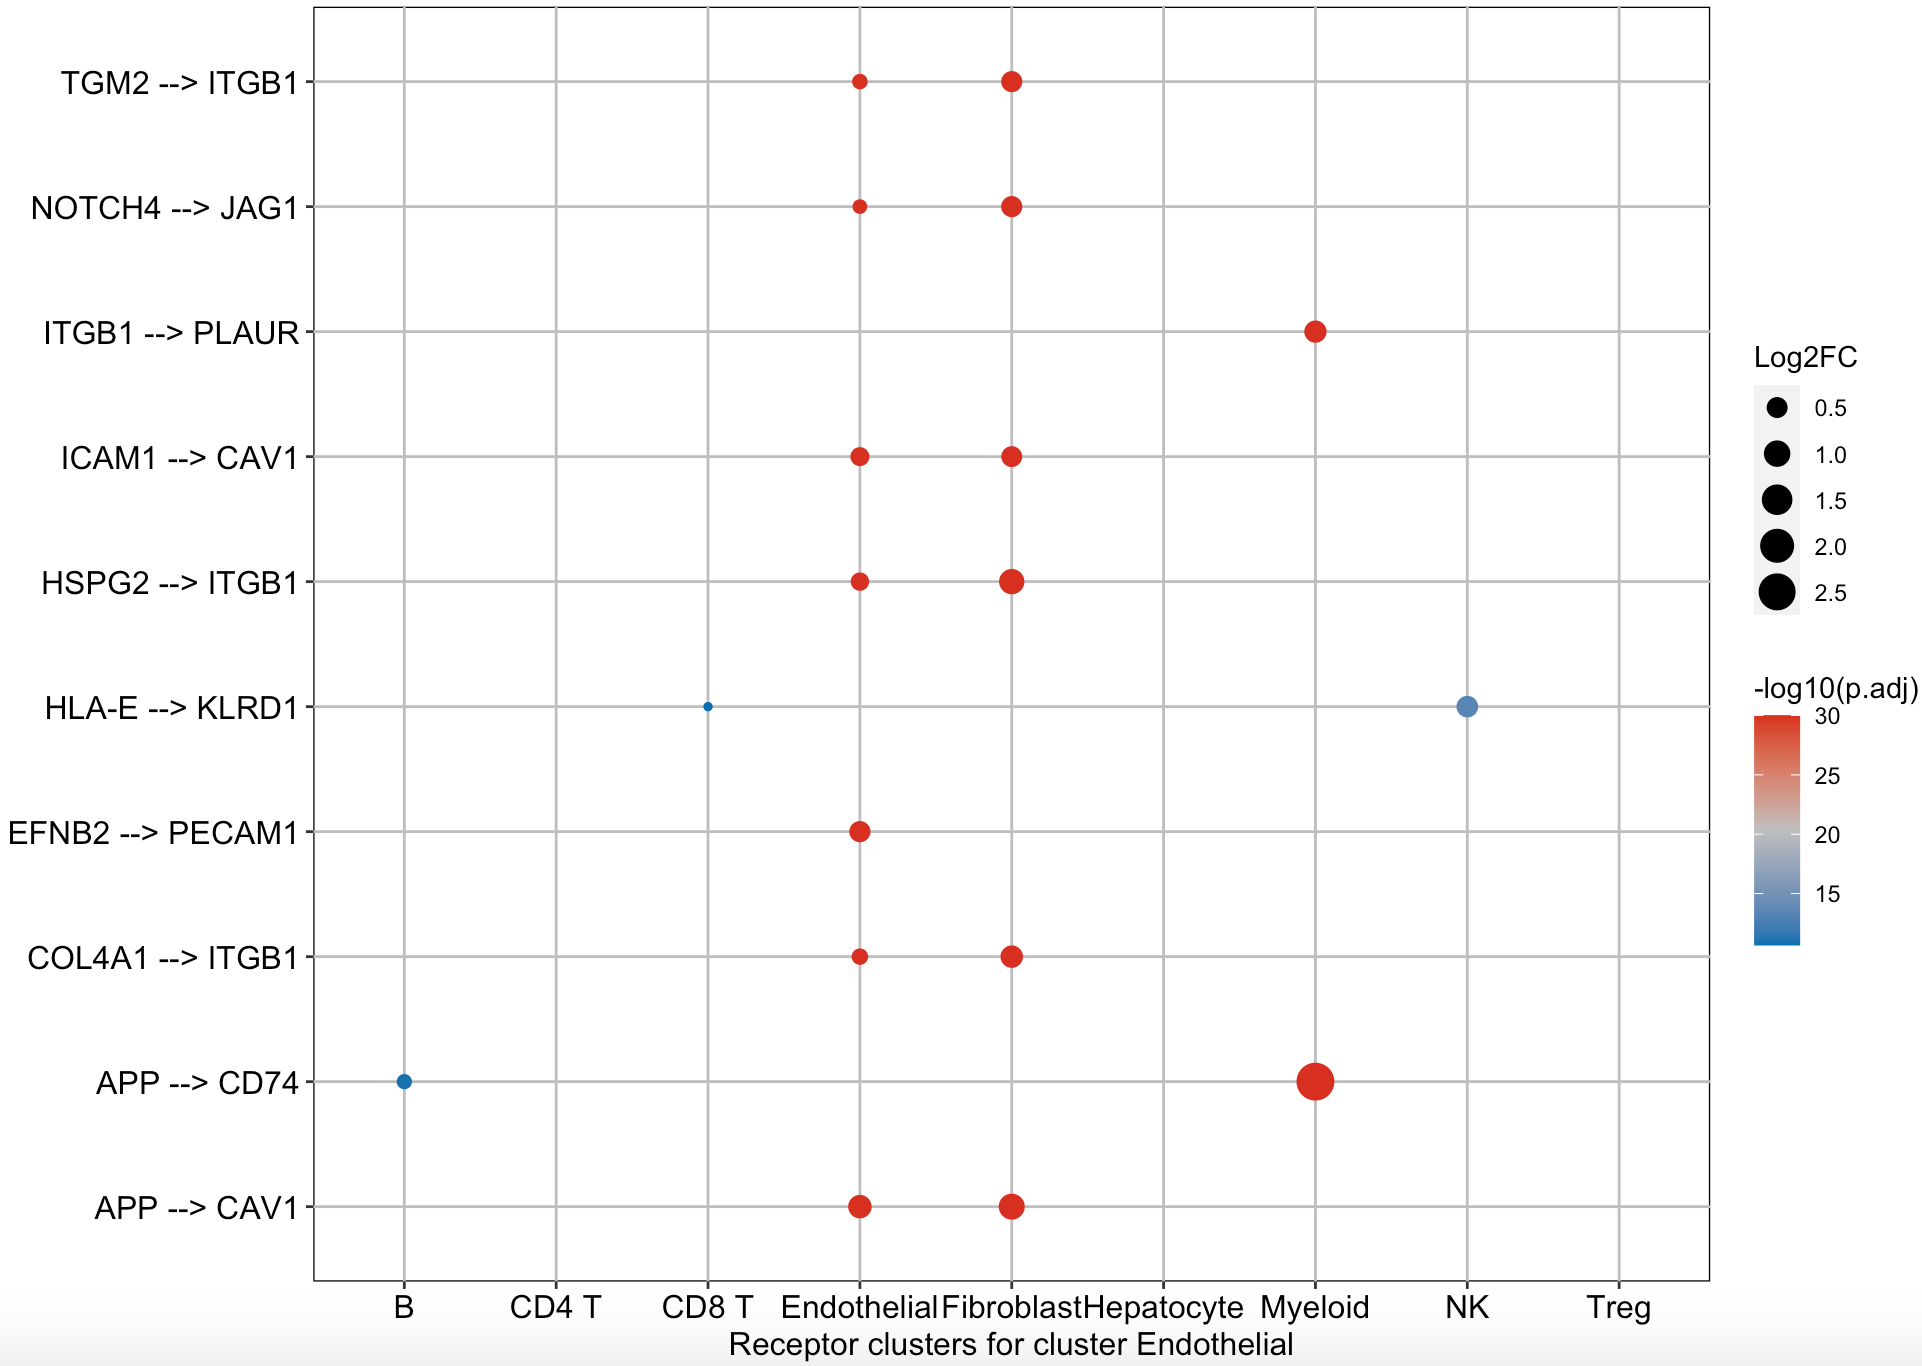 TGM2 --> ITGB1
NOTCH4 --> JAG1
ITGB1 --> PLAUR
ICAM1 --> CAV1
HSPG2 --> ITGB1
HLA-E --> KLRD1
EFNB2 --> PECAM1
COL4A1 --> ITGB1
APP --> CD74
APP --> CAV1
B CD4 T CD8 T Endothelial Fibroblast Hepatocyte Myeloid NK Treg
Receptor clusters for cluster Endothelial
Log2FC
0.5
1.0
1.5
2.0
2.5
-log10(p.adj)
30
25
20
15